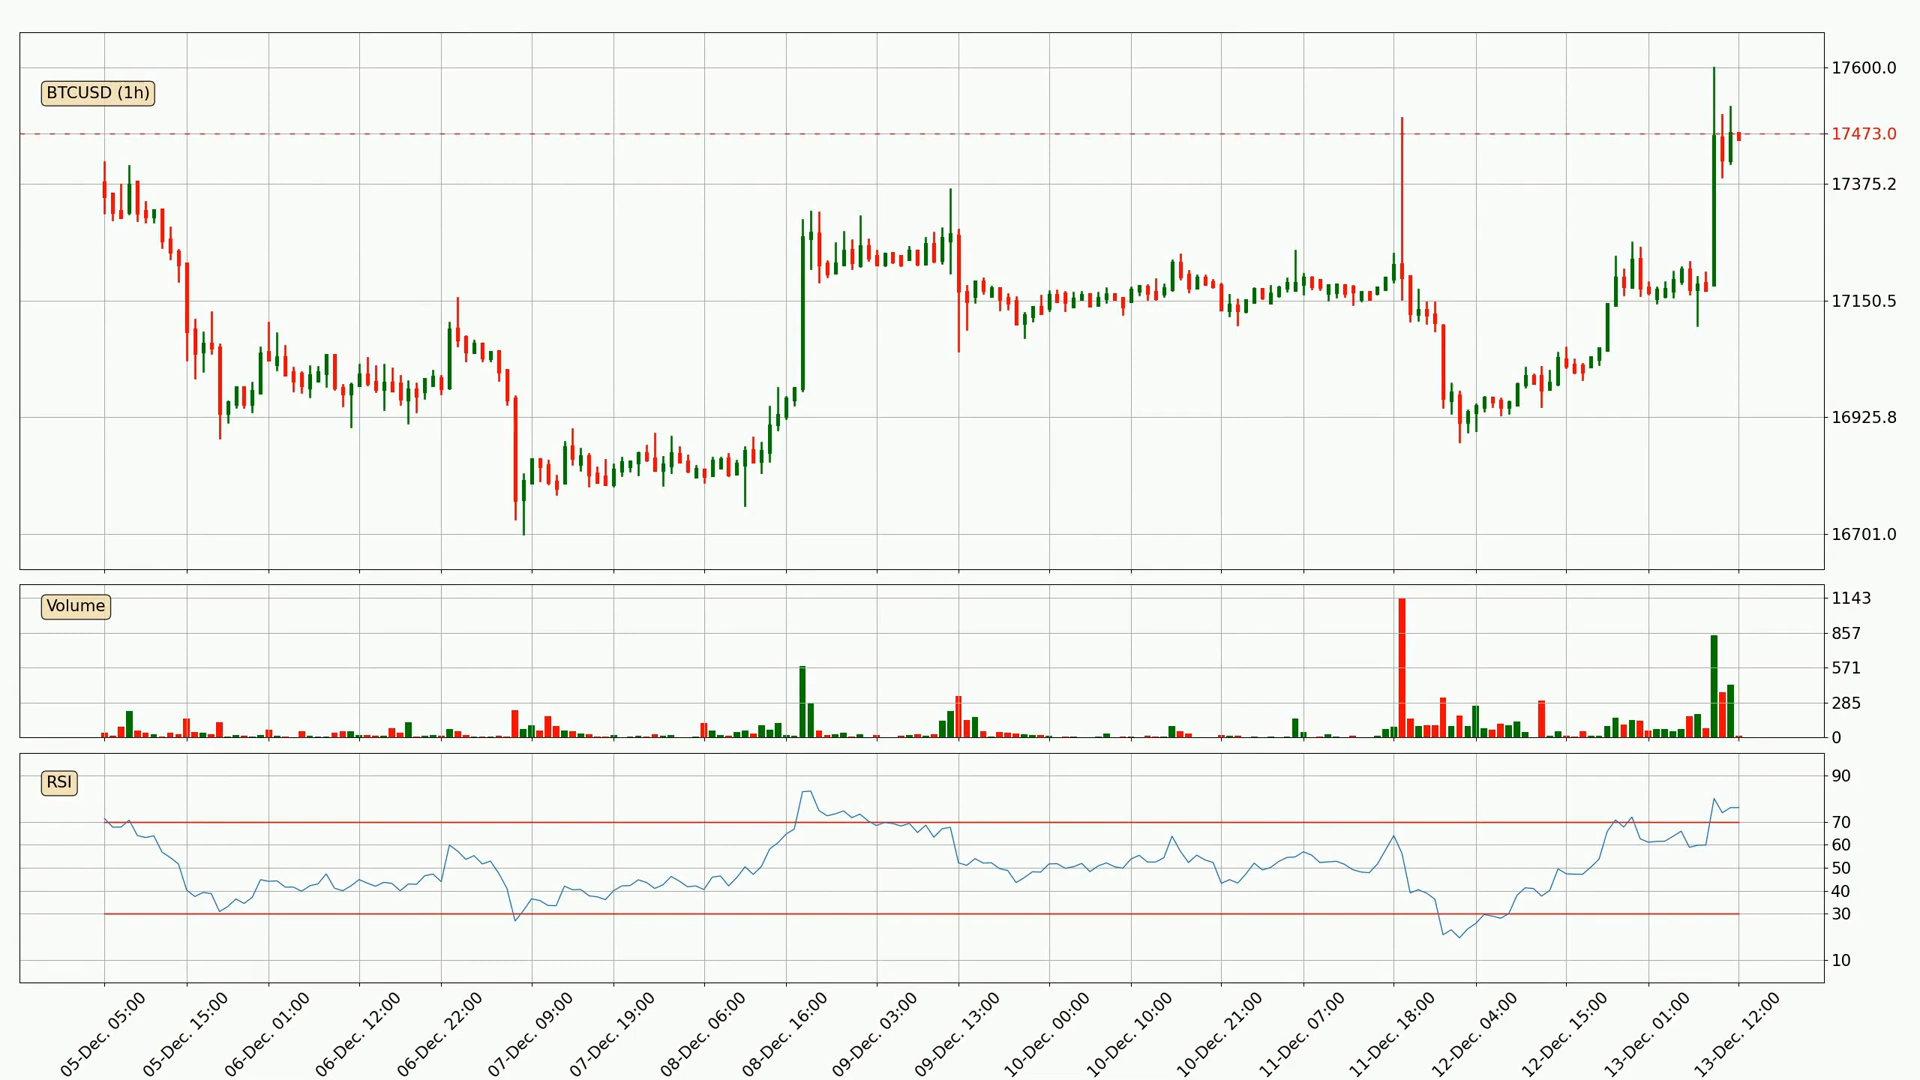 BTCUSD (1h)
17600.0
17473.0
17375.2
17150.5
16925.8
16701.0
Volume
1143
857
571
285
0
RSI
90
70
60
50
40
30
10
05-Dec. 05:00
05-Dec. 15:00
06-Dec. 01:00
06-Dec. 12:00
06-Dec. 22:00
07-Dec. 09:00
07-Dec. 19:00
08-Dec. 06:00
08-Dec. 16:00
09-Dec. 03:00
09-Dec. 13:00
10-Dec. 00:00
10-Dec. 10:00
10-Dec. 21:00
11-Dec. 07:00
11-Dec. 18:00
12-Dec. 04:00
12-Dec. 15:00
13-Dec. 01:00
13-Dec. 12:00